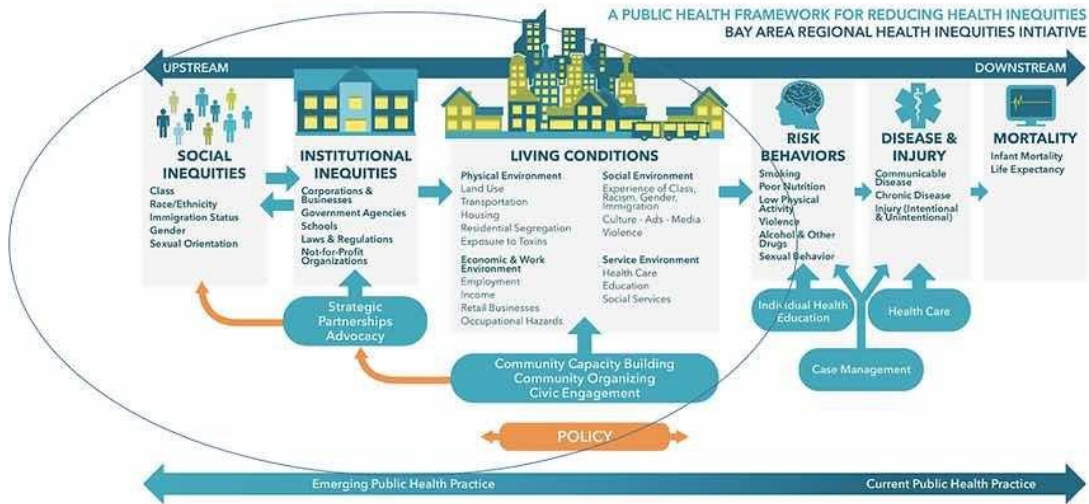 A PUBLIC HEALTH FRAMEWORK FOR REDUCING HEALTH INEQUITIES
BAY AREA REGIONAL HEALTH INEQUITIES INTIATIVE
UPSTREAM
DOWNSTREAM
SOCIAL
INEQUITIES
Class
Race/Ethnicity
Immigration Status
Gender
Sexual Orientation
INSTITUTIONAL
INEQUITIES
Corporations &
Businesses
Government Agencies
Schools
Laws & Regulations
Not-for-Profit
Organizations
LIVING CONDITIONS
Physical Environment
Land Use
Transportation
Housing
Residential Segregation
Exposure to Toxins
Economic & Work
Environment
Employment
Income
Retail Businesses
Occupational Hazards
Social Environment
Experience of Class,
Racism, Gender,
Immigration
Culture - Ads - Media
Violence
Service Environment
Health Care
Education
Social Services
RISK
BEHAVIORS
Smoking
Poor Nutrition
Low Physical
Activity
Violence
Alcohol & Other
Drugs
Sexual Behavior
DISEASE &
INJURY
Communicable
Disease
Chronic Disease
Injury (Intentional
& Unintentional)
MORTALITY
Infant Mortality
Life Expectancy
Strategic
Partnerships
Advocacy
Community Capacity Building
Community Organizing
Civic Engagement
Individual Health
Education
Health Care
Case Management
POLICY
Emerging Public Health Practice
Current Public Health Practice